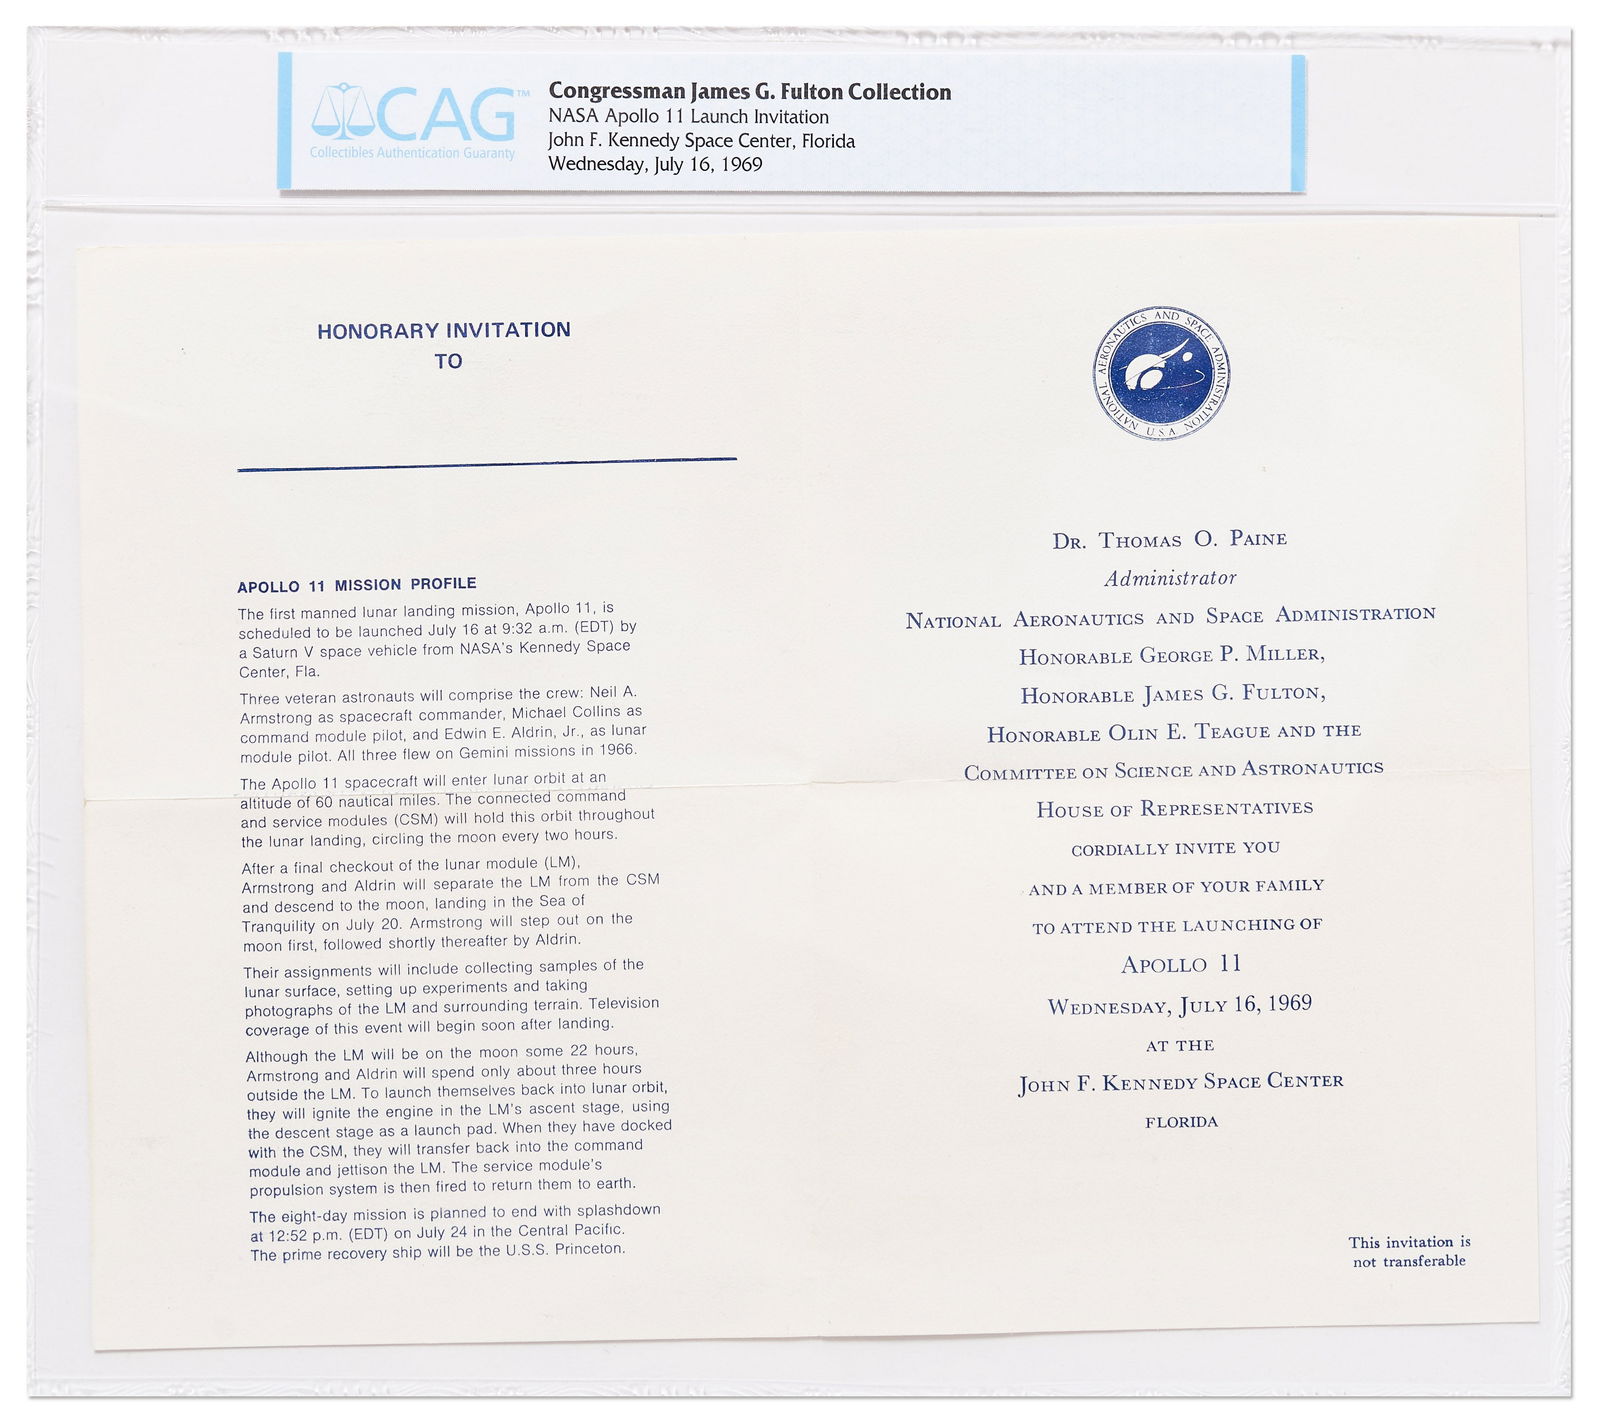 CAG™
Collectibles Authentication Guaranty
Congressman James G. Fulton Collection
NASA Apollo 11 Launch Invitation
John F. Kennedy Space Center, Florida
Wednesday, July 16, 1969
HONORARY INVITATION
TO
APOLLO 11 MISSION PROFILE
The first manned lunar landing mission, Apollo 11, is
scheduled to be launched July 16 at 9:32 a.m. (EDT) by
a Saturn V space vehicle from NASA's Kennedy Space
Center, Fla.
Three veteran astronauts will comprise the crew: Neil A.
Armstrong as spacecraft commander, Michael Collins as
command module pilot, and Edwin E. Aldrin, Jr., as lunar
module pilot. All three flew on Gemini missions in 1966.
The Apollo 11 spacecraft will enter lunar orbit at an
altitude of 60 nautical miles. The connected command
and service modules (CSM) will hold this orbit throughout
the lunar landing, circling the moon every two hours.
After a final checkout of the lunar module (LM),
Armstrong and Aldrin will separate the LM from the CSM
and descend to the moon, landing in the Sea of
Tranquility on July 20. Armstrong will step out on the
moon first, followed shortly thereafter by Aldrin.
Their assignments will include collecting samples of the
lunar surface, setting up experiments and taking
photographs of the LM and surrounding terrain. Television
coverage of this event will begin soon after landing.
Although the LM will be on the moon some 22 hours,
Armstrong and Aldrin will spend only about three hours
outside the LM. To launch themselves back into lunar orbit,
they will ignite the engine in the LM's ascent stage, using
the descent stage as a launch pad. When they have docked
with the CSM, they will transfer back into the command
module and jettison the LM. The service module's
propulsion system is then fired to return them to earth.
The eight-day mission is planned to end with splashdown
at 12:52 p.m. (EDT) on July 24 in the Central Pacific.
The prime recovery ship will be the U.S.S. Princeton.
NATIONAL AERONAUTICS AND SPACE ADMINISTRATION
U.S.A.
Dr. Thomas O. Paine
Administrator
National Aeronautics and Space Administration
Honorable George P. Miller,
Honorable James G. Fulton,
Honorable Olin E. Teague and the
Committee on Science and Astronautics
House of Representatives
cordially invite you
and a member of your family
to attend the launching of
Apollo 11
Wednesday, July 16, 1969
at the
John F. Kennedy Space Center
Florida
This invitation is
not transferable